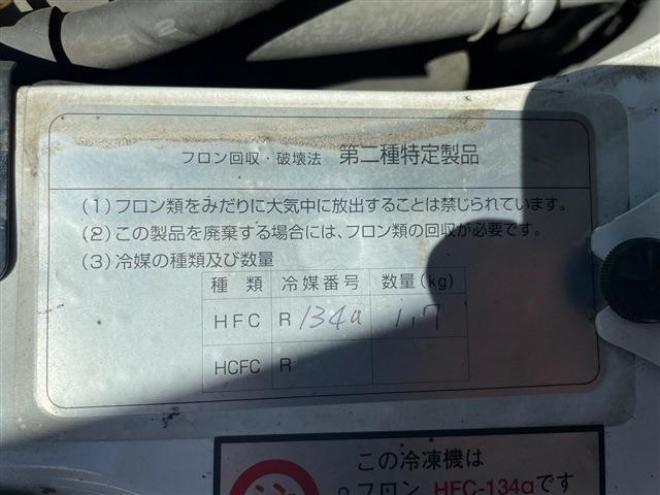 フロン回収・破壊法 第二種特定製品
(1)フロン類をみだりに大気中に放出することは禁じられています。
(2)この製品を廃棄する場合には、フロン類の回収が必要です。
(3)冷媒の種類及び数量
種類 冷媒番号 数量(kg)
HFC R 134a 1.7
HCFC R
この冷凍機は
フロン HFC-134aです